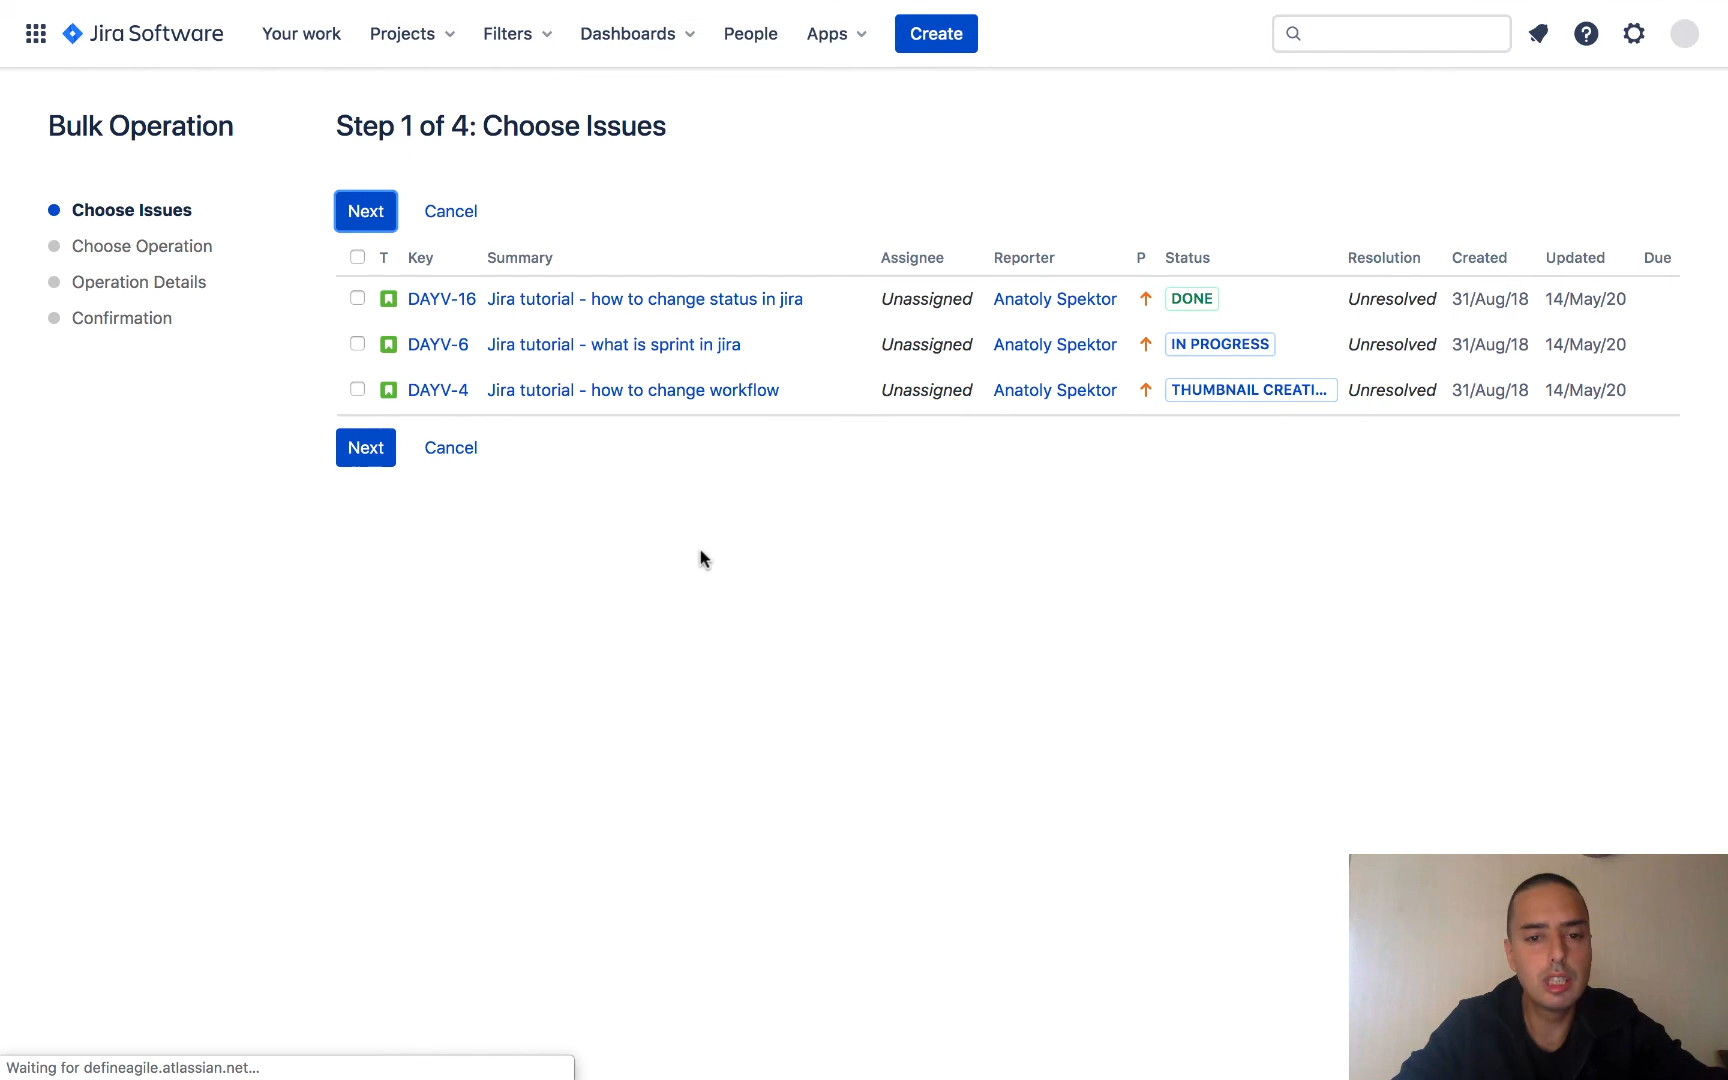 Jira Software Your work Projects Filters Dashboards People Apps Create
Bulk Operation
Step 1 of 4: Choose Issues
Choose Issues
Choose Operation
Operation Details
Confirmation
Next Cancel
T Key Summary Assignee Reporter P Status Resolution Created Updated Due
DAYV-16 Jira tutorial - how to change status in jira Unassigned Anatoly Spektor DONE Unresolved 31/Aug/18 14/May/20
DAYV-6 Jira tutorial - what is sprint in jira Unassigned Anatoly Spektor IN PROGRESS Unresolved 31/Aug/18 14/May/20
DAYV-4 Jira tutorial - how to change workflow Unassigned Anatoly Spektor THUMBNAIL CREATI... Unresolved 31/Aug/18 14/May/20
Next Cancel
Waiting for defineagile.atlassian.net...